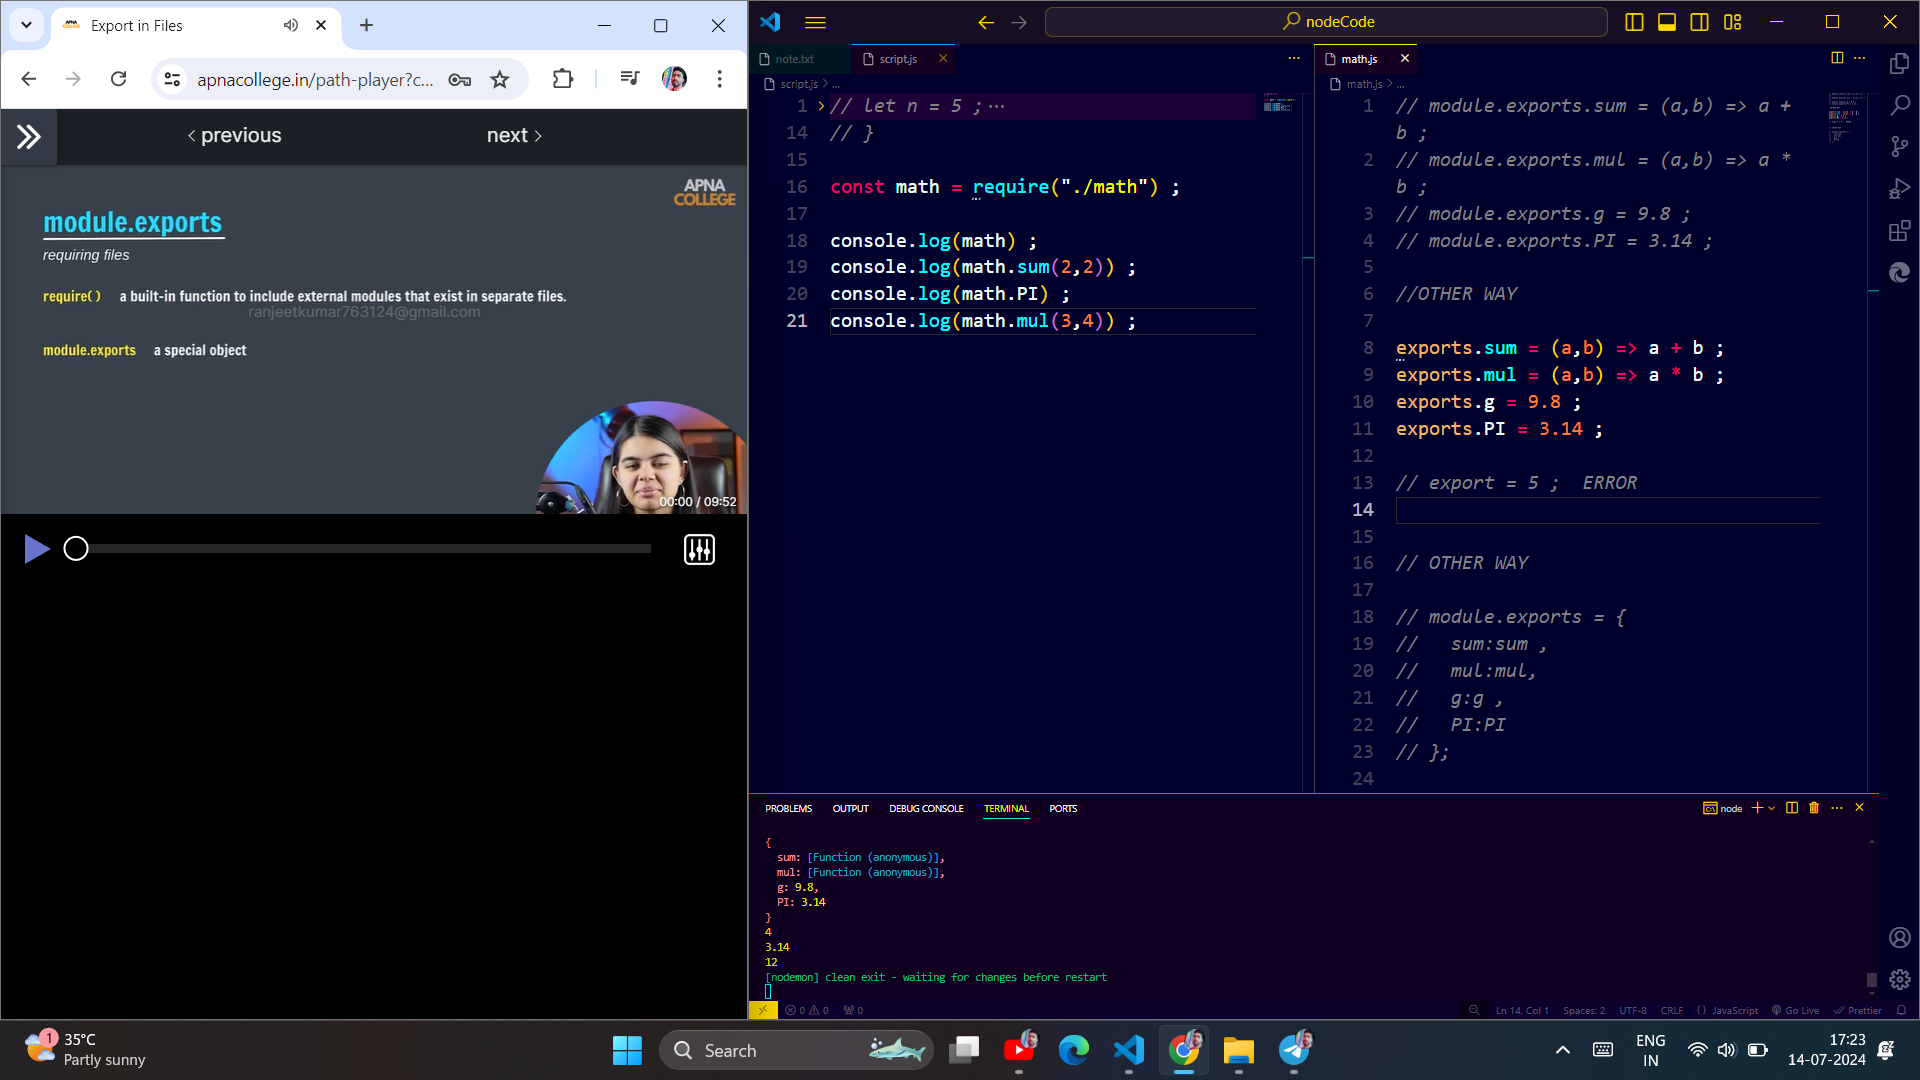 Export in Files
apnacollege.in/path-player?c...
previous
next
APNA
COLLEGE
module.exports
requiring files
require( ) a built-in function to include external modules that exist in separate files.
ranjeetkumar763124@gmail.com
module.exports a special object
00:00 / 09:52
nodeCode
note.txt
script.js
script.js > ...
1 // let n = 5 ; ...
14 // }
15
16 const math = require("./math") ;
17
18 console.log(math) ;
19 console.log(math.sum(2,2)) ;
20 console.log(math.PI) ;
21 console.log(math.mul(3,4)) ;
math.js
math.js > ...
1 // module.exports.sum = (a,b) => a +
b ;
2 // module.exports.mul = (a,b) => a *
b ;
3 // module.exports.g = 9.8 ;
4 // module.exports.PI = 3.14 ;
5
6 //OTHER WAY
7
8 exports.sum = (a,b) => a + b ;
9 exports.mul = (a,b) => a * b ;
10 exports.g = 9.8 ;
11 exports.PI = 3.14 ;
12
13 // export = 5 ;  ERROR
14
15
16 // OTHER WAY
17
18 // module.exports = {
19 //   sum:sum ,
20 //   mul:mul,
21 //   g:g ,
22 //   PI:PI
23 // };
24
PROBLEMS OUTPUT DEBUG CONSOLE TERMINAL PORTS
node
{
  sum: [Function (anonymous)],
  mul: [Function (anonymous)],
  g: 9.8,
  PI: 3.14
}
4
3.14
12
[nodemon] clean exit - waiting for changes before restart
0 0 0
Ln 14, Col 1 Spaces: 2 UTF-8 CRLF {} JavaScript Go Live Prettier
1
35°C
Partly sunny
Search
ENG
IN
17:23
14-07-2024